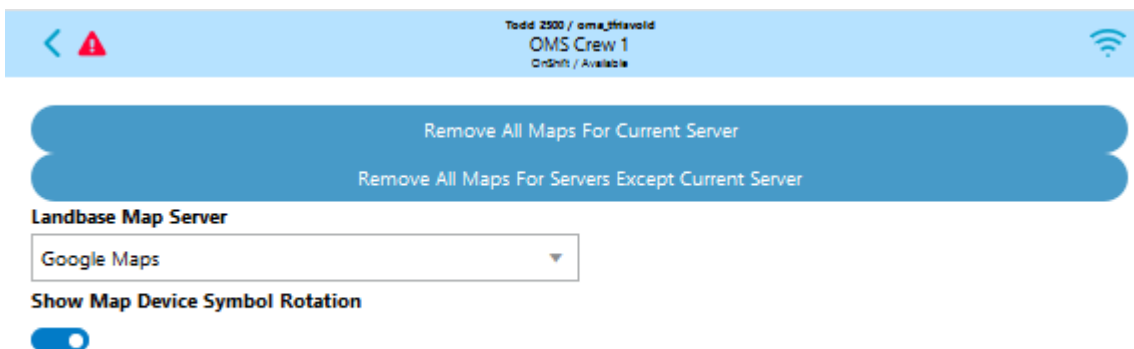 Todd 2500 / oma_tfrisvold
OMS Crew 1
OnShift / Available
Remove All Maps For Current Server
Remove All Maps For Servers Except Current Server
Landbase Map Server
Google Maps
Show Map Device Symbol Rotation